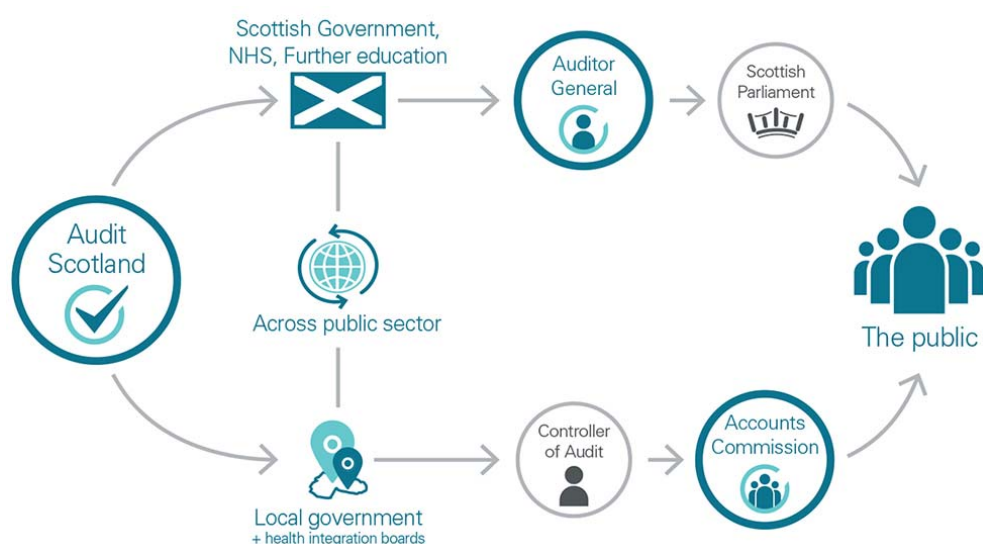 Scottish Government,
NHS, Further education
Auditor
General
Scottish
Parliament
Audit
Scotland
Across public sector
The public
Local government
+ health integration boards
Controller
of Audit
Accounts
Commission